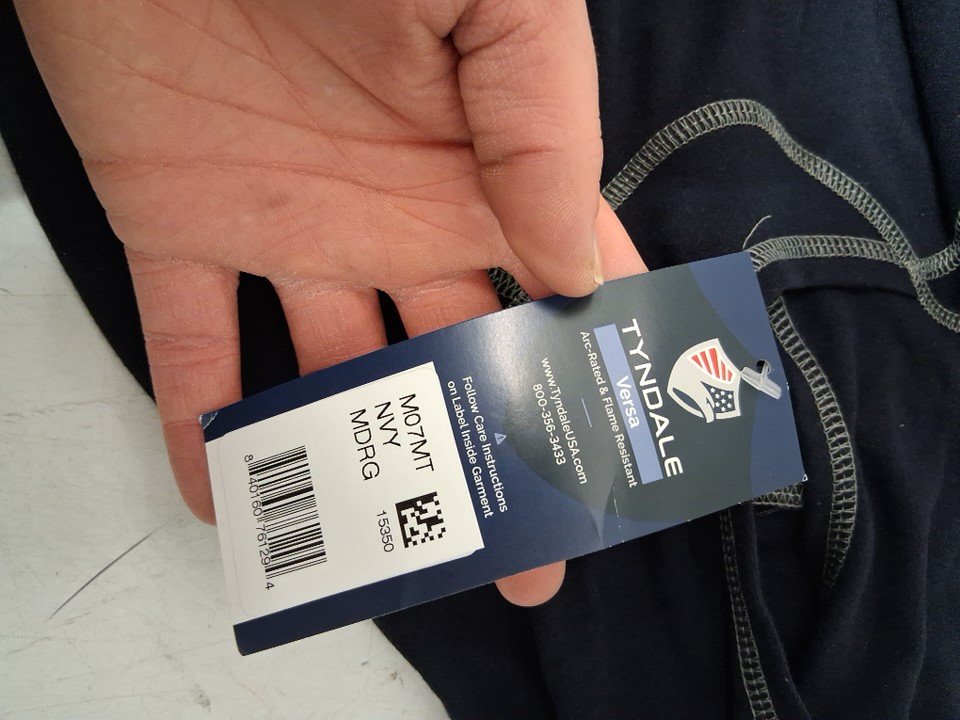 TYNDALE
Versa
Arc-Rated & Flame Resistant
www.TyndaleUSA.com
800-356-3433
Follow Care Instructions
on Label Inside Garment
M07MT
NVY
MDRG
15350
8 40160 76129 4